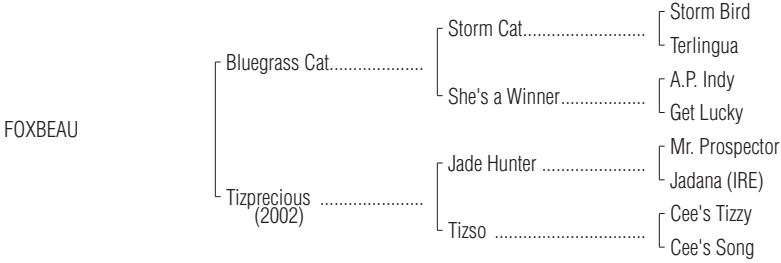 Storm Bird
Storm Cat..........................
Terlingua
Bluegrass Cat....................
A.P. Indy
She's a Winner..................
Get Lucky
FOXBEAU
Mr. Prospector
Jade Hunter ......................
Jadana (IRE)
Tizprecious ......................
(2002)
Cee's Tizzy
Tizso ................................
Cee's Song